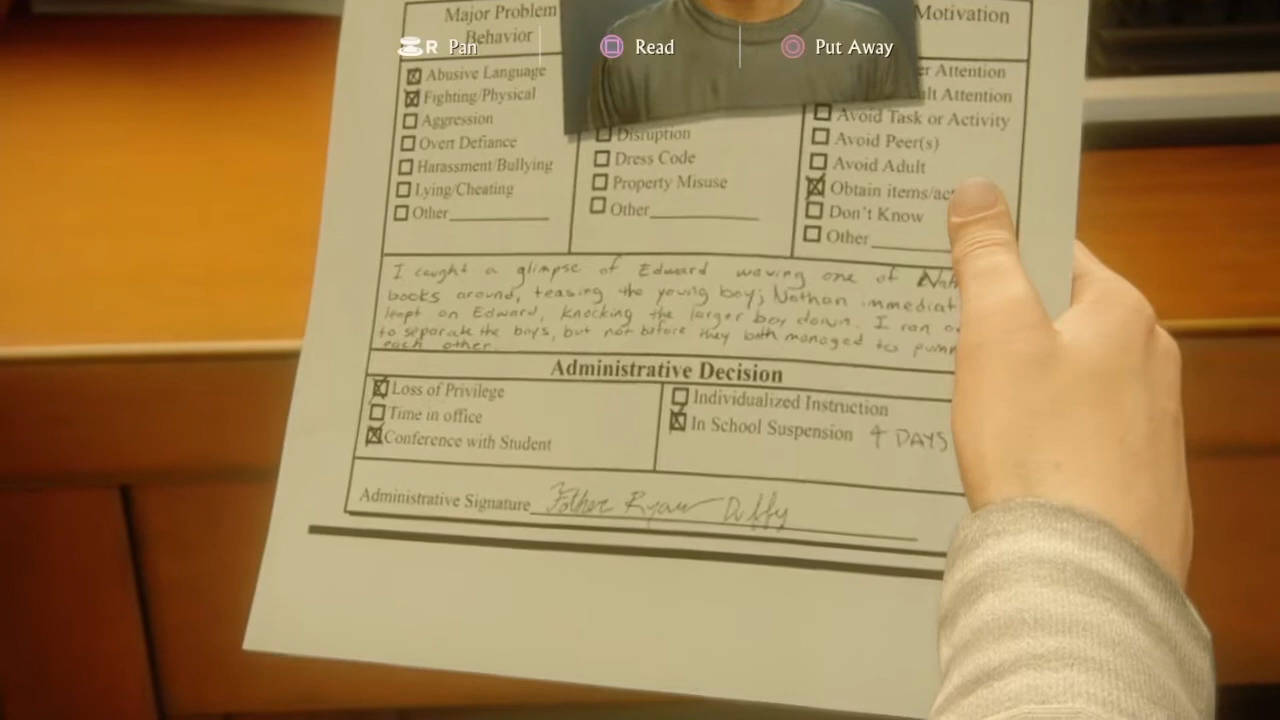 Major Problem
Behavior
Motivation
R Pan
Read
Put Away
Abusive Language
Fighting/Physical
Aggression
Overt Defiance
Harassment/Bullying
Lying/Cheating
Other
Disruption
Dress Code
Property Misuse
Other
Attention
Attention
Avoid Task or Activity
Avoid Peer(s)
Avoid Adult
Obtain items/
Don't Know
Other
I caught a glimpse of Edward waving one of
books around, teasing the young boy; Nathan
leapt on Edward, knocking the larger boy down. I ran
to separate the boys, but not before they both managed to
each other.
Administrative Decision
Loss of Privilege
Time in office
Conference with Student
Individualized Instruction
In School Suspension 4 DAYS
Administrative Signature Father Ryan Duffy